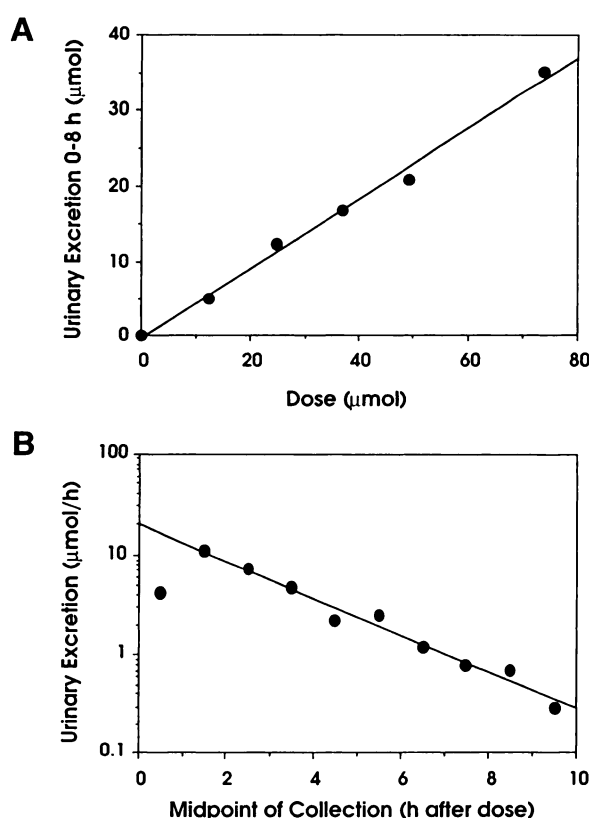 A
Urinary Excretion 0-8 h (μmol)
40
30
20
10
0
0 20 40 60 80
Dose (μmol)
B
Urinary Excretion (μmol/h)
100
10
1
0.1
0 2 4 6 8 10
Midpoint of Collection (h after dose)